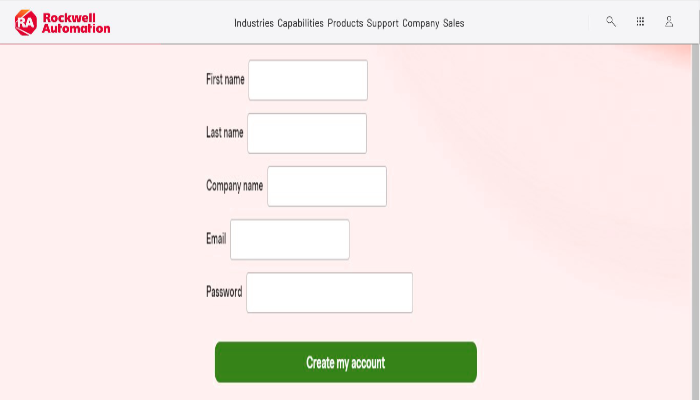 RA Rockwell Automation
Industries Capabilities Products Support Company Sales
First name
Last name
Company name
Email
Password
Create my account